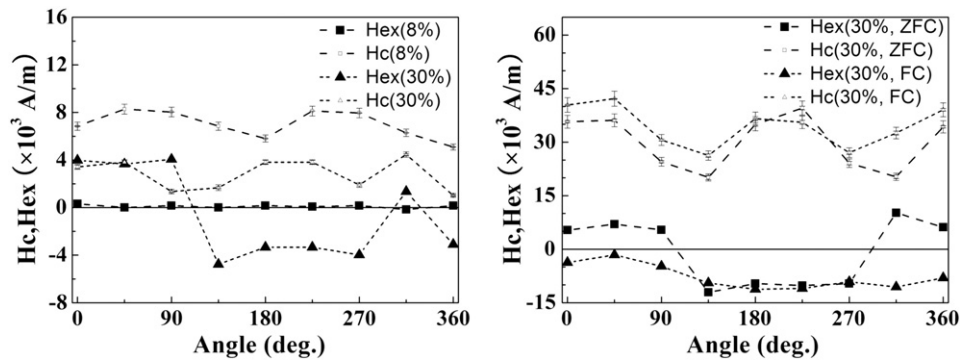 16
12
8
4
0
-4
-8
0
90
180
270
360
Hc,Hex (×10³ A/m)
Angle (deg.)
Hex(8%)
Hc(8%)
Hex(30%)
Hc(30%)
60
45
30
15
0
-15
0
90
180
270
360
Hc,Hex (×10³ A/m)
Angle (deg.)
Hex(30%, ZFC)
Hc(30%, ZFC)
Hex(30%, FC)
Hc(30%, FC)